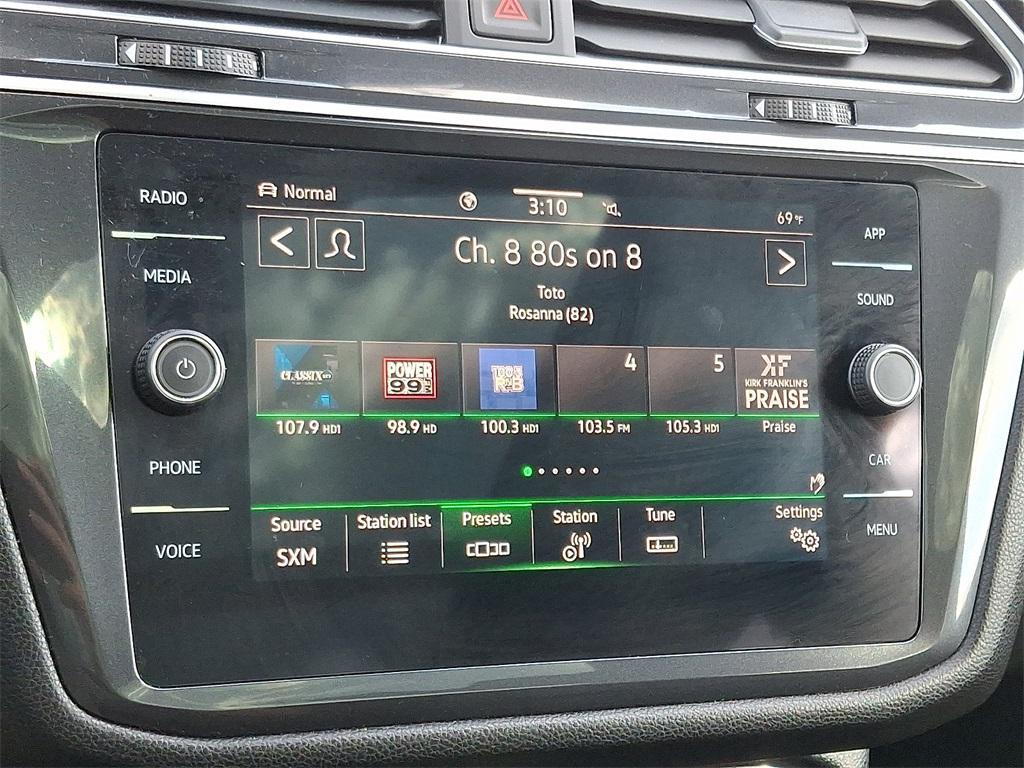 RADIO
MEDIA
PHONE
VOICE
Normal
3:10
69°F
Ch. 8 80s on 8
Toto
Rosanna (82)
CLASSIX
POWER
99
R&B
4
5
KF
KIRK FRANKLIN'S
PRAISE
107.9 HD1
98.9 HD
100.3 HD1
103.5 FM
105.3 HD1
Praise
Source
SXM
Station list
Presets
Station
Tune
Settings
APP
SOUND
CAR
MENU